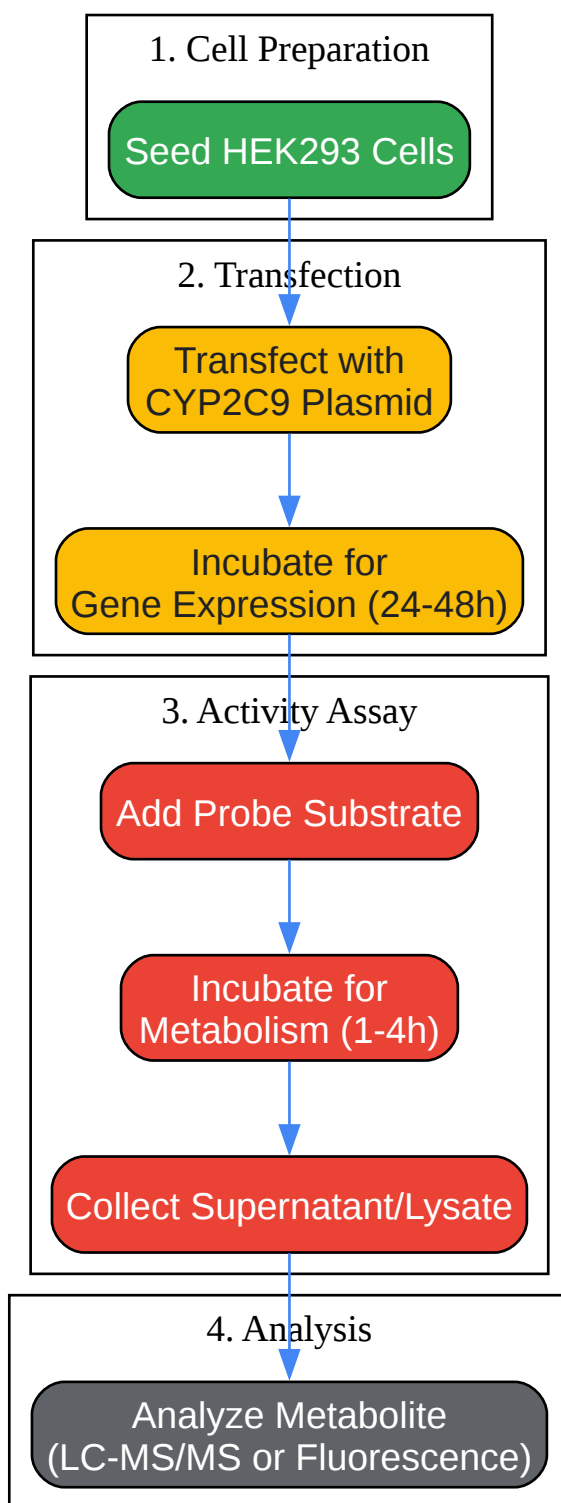 1. Cell Preparation
Seed HEK293 Cells
2. Transfection
Transfect with
CYP2C9 Plasmid
Incubate for
Gene Expression (24-48h)
3. Activity Assay
Add Probe Substrate
Incubate for
Metabolism (1-4h)
Collect Supernatant/Lysate
4. Analysis
Analyze Metabolite
(LC-MS/MS or Fluorescence)